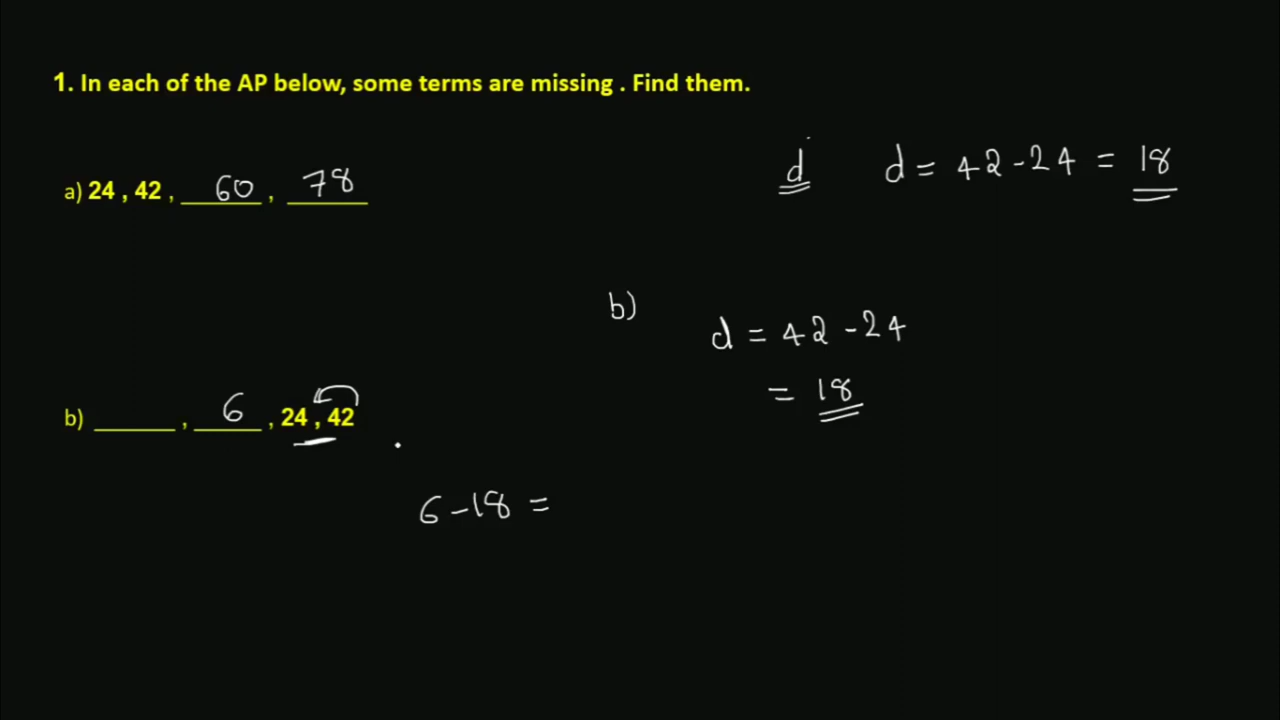 1. In each of the AP below, some terms are missing . Find them.
d d = 42 - 24 = 18
a) 24 , 42 , 60 , 78
b)
d = 42 - 24
= 18
b) ______ , 6 , 24 , 42
6 - 18 =